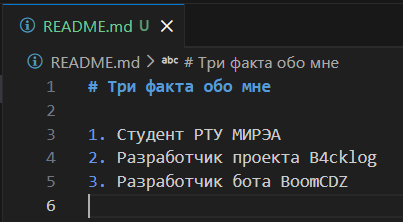 README.md U
README.md > abc # Три факта обо мне
1 # Три факта обо мне
2
3 1. Студент РТУ МИРЭА
4 2. Разработчик проекта B4cklog
5 3. Разработчик бота BoomCDZ
6